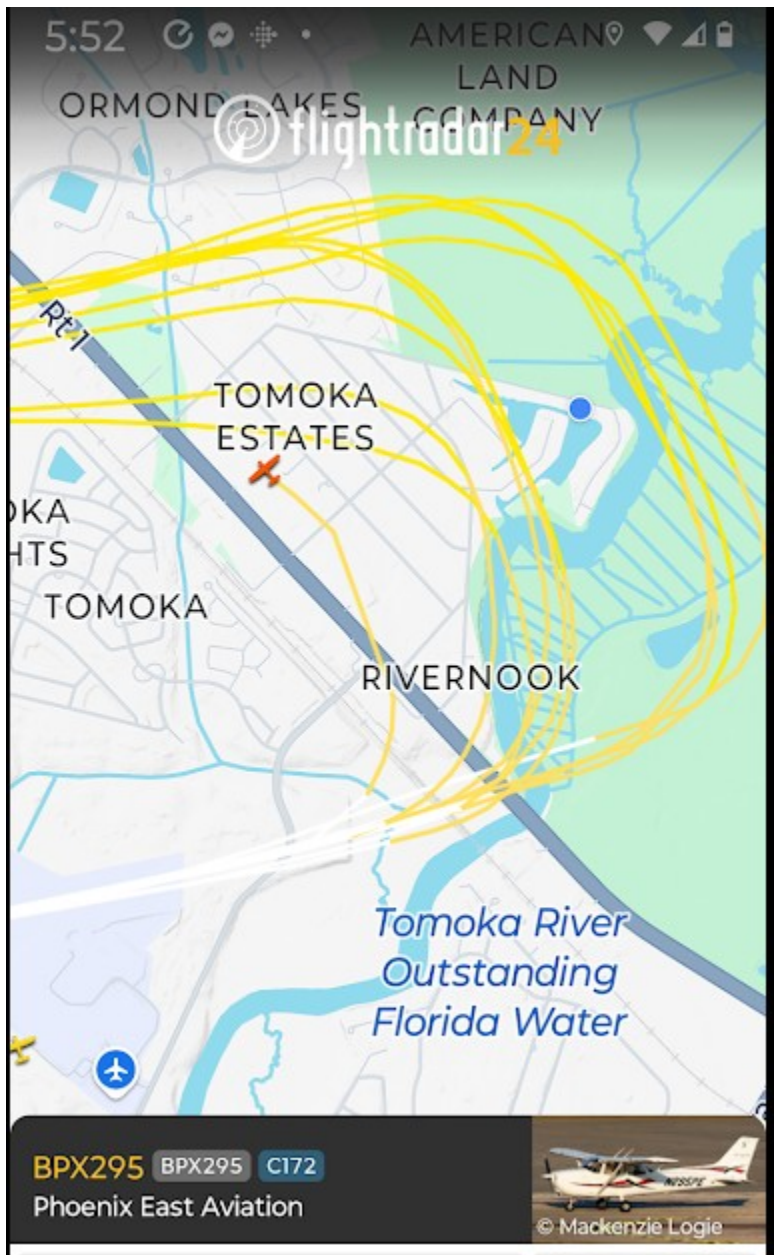 5:52
AMERICAN
LAND
COMPANY
ORMOND LAKES
flightradar24
Rt 1
TOMOKA
ESTATES
OKA
HTS
TOMOKA
RIVERNOOK
Tomoka River
Outstanding
Florida Water
BPX295 BPX295 C172
Phoenix East Aviation
N295PE
© Mackenzie Logie